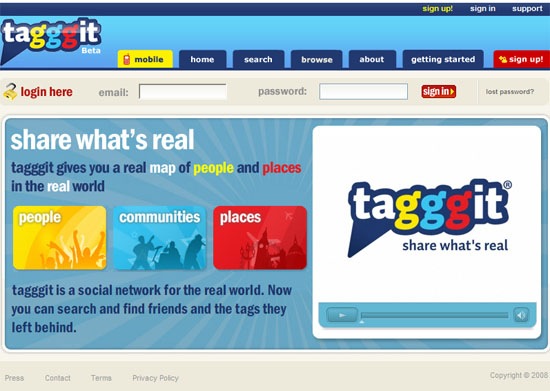 sign up! sign in support
tagggit
Beta
mobile home search browse about getting started sign up!
login here email: password: sign in lost password?
share what's real
tagggit gives you a real map of people and places
in the real world
people communities places
tagggit is a social network for the real world. Now
you can search and find friends and the tags they
left behind.
tagggit®
share what's real
Press Contact Terms Privacy Policy Copyright © 2008